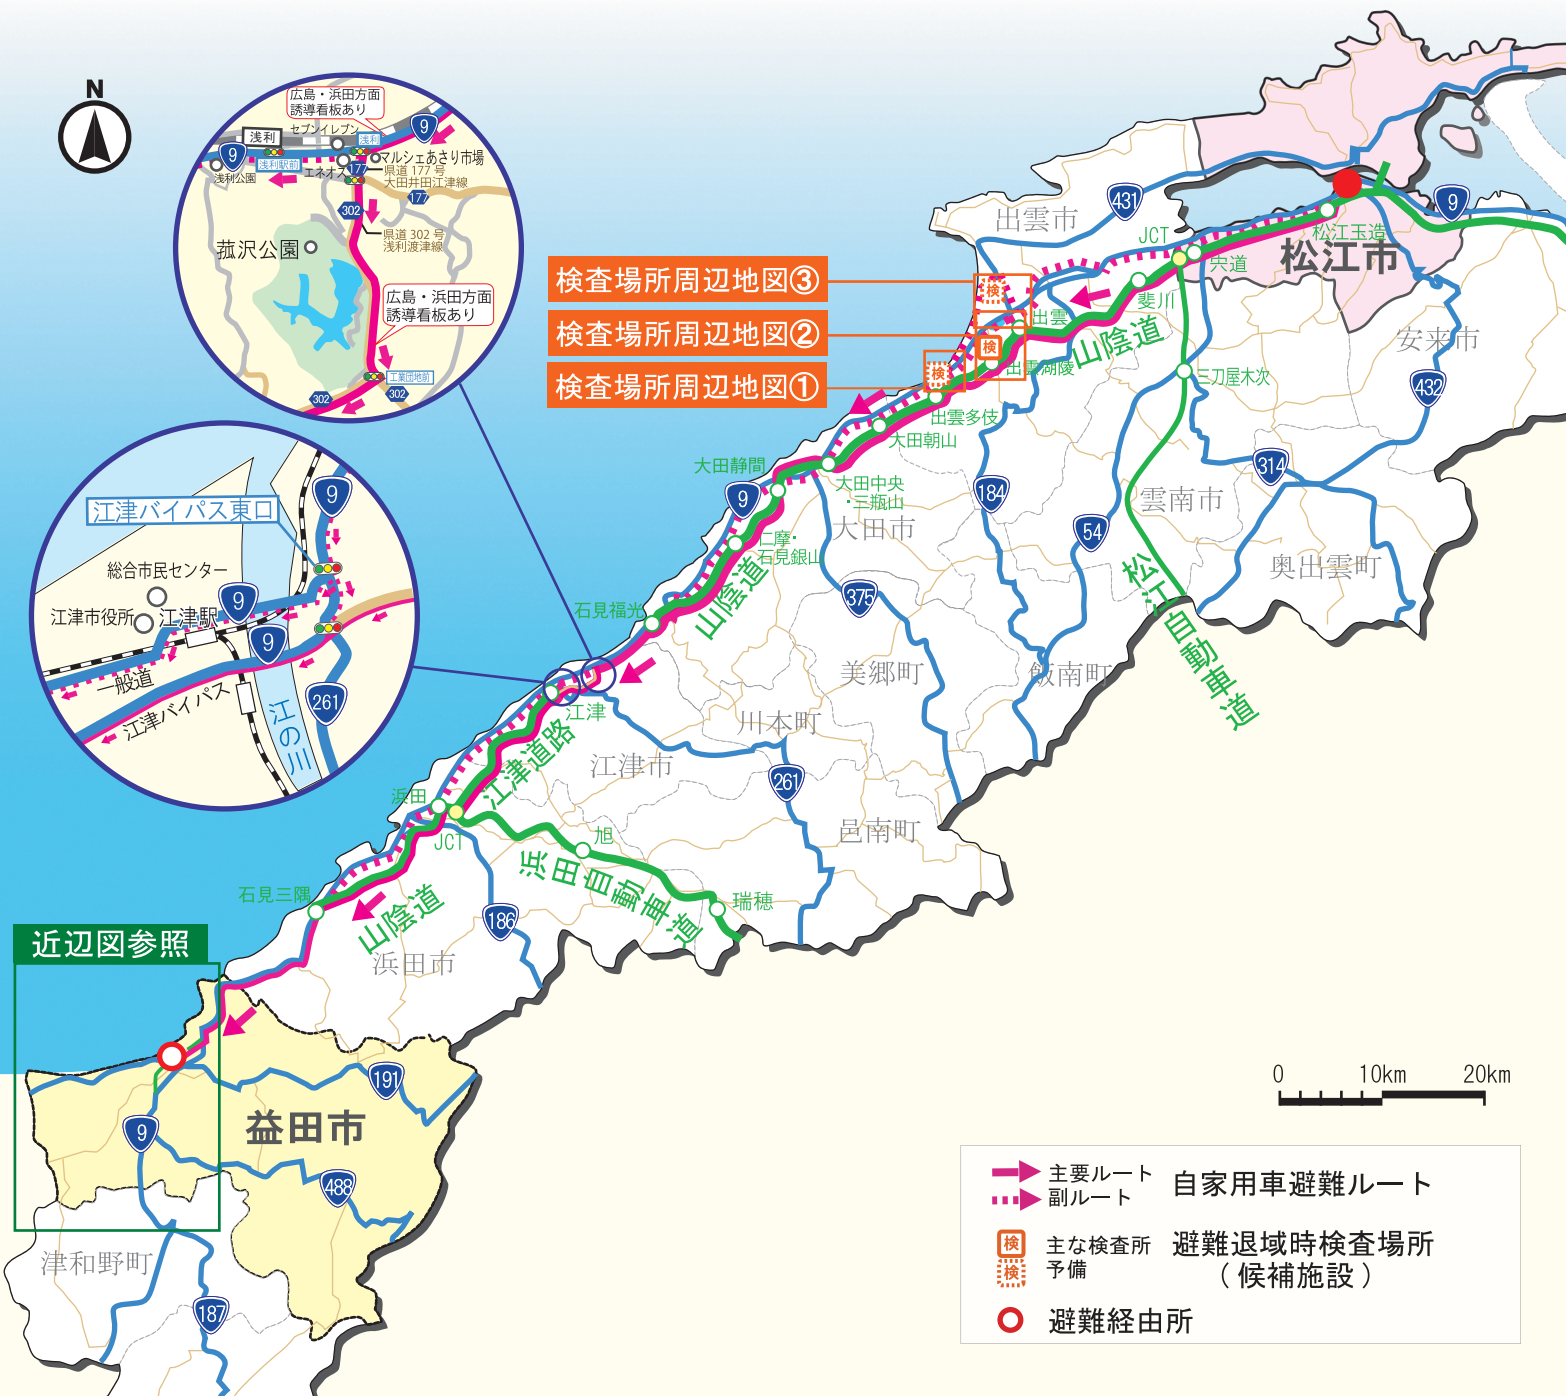 N
広島・浜田方面
誘導看板あり
セブンイレブン
浅利
浅利
9
9
浅利駅前
浅利公園
エネオス
マルシェあさり市場
177
県道 177 号
大田井田江津線
177
302
県道 302 号
浅利渡津線
菰沢公園
広島・浜田方面
誘導看板あり
工業団地前
302
302
江津バイパス東口
9
総合市民センター
江津市役所
江津駅
9
9
一般道
江津バイパス
261
江の川
検査場所周辺地図③
検査場所周辺地図②
検査場所周辺地図①
検
検
検
431
9
出雲市
JCT
宍道
松江玉造
松江市
斐川
出雲
山陰道
出雲湖陵
出雲多伎
大田朝山
三刀屋木次
安来市
432
314
大田静間
9
大田中央
・三瓶山
大田市
184
54
雲南市
仁摩・
石見銀山
奥出雲町
松江自動車道
山陰道
375
石見福光
美郷町
飯南町
江津
川本町
江津道路
江津市
261
邑南町
浜田
JCT
旭
浜田自動車道
瑞穂
石見三隅
山陰道
186
浜田市
近辺図参照
191
益田市
9
488
津和野町
187
0 10km 20km
主要ルート
副ルート
自家用車避難ルート
検
検
主な検査所
予備
避難退域時検査場所
（候補施設）
避難経由所